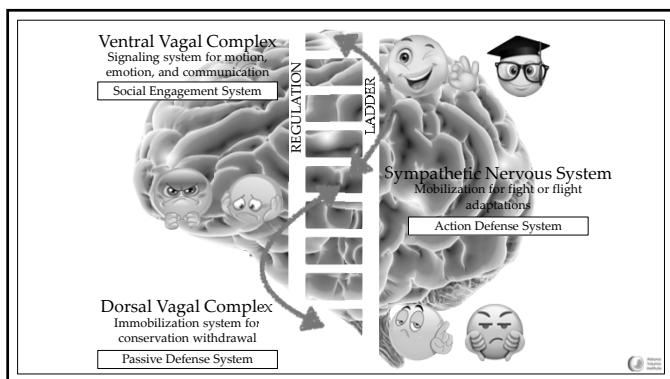 Ventral Vagal Complex
Signaling system for motion,
emotion, and communication
Social Engagement System
REGULATION
LADDER
Sympathetic Nervous System
Mobilization for fight or flight
adaptations
Action Defense System
Dorsal Vagal Complex
Immobilization system for
conservation withdrawal
Passive Defense System